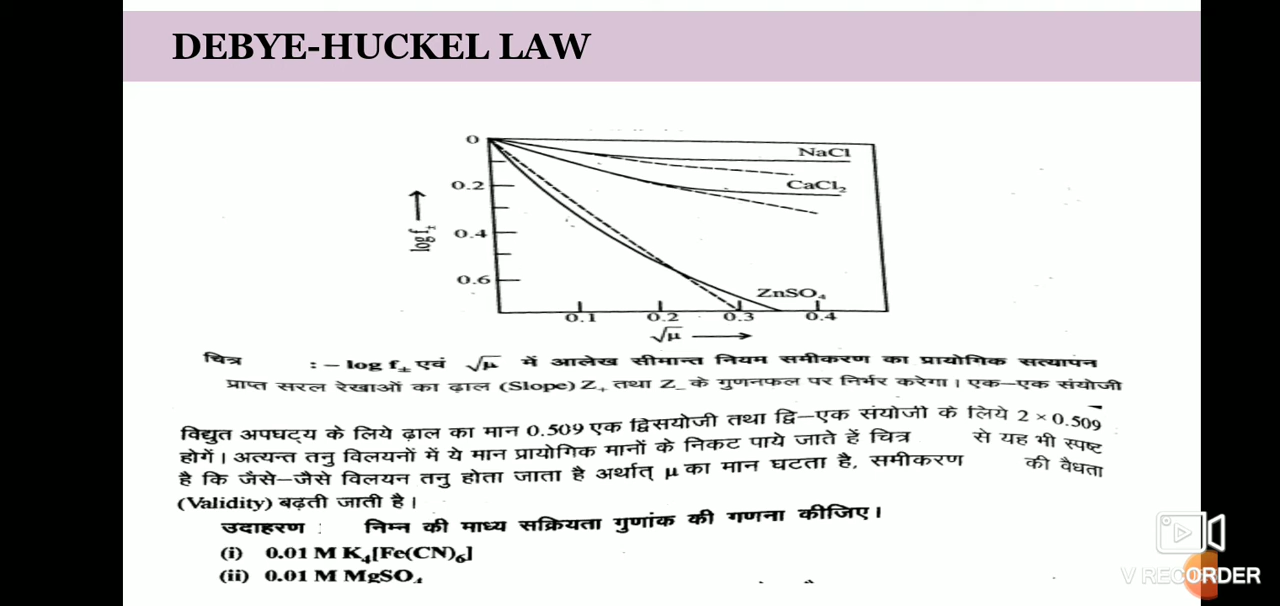 DEBYE-HUCKEL LAW
0
NaCl
0.2
CaCl₂
log f±
0.4
0.6
ZnSO₄
0.1 0.2 0.3 0.4
√μ
चित्र : – log f± एवं √μ में आलेख सीमान्त नियम समीकरण का प्रायोगिक सत्यापन
प्राप्त सरल रेखाओं का ढ़ाल (Slope) Z₊ तथा Z₋ के गुणनफल पर निर्भर करेगा। एक–एक संयोजी
विद्युत अपघट्य के लिये ढ़ाल का मान 0.509 एक द्विसयोजी तथा द्वि–एक संयोजी के लिये 2 × 0.509
होगें। अत्यन्त तनु विलयनों में ये मान प्रायोगिक मानों के निकट पाये जाते हें चित्र से यह भी स्पष्ट
है कि जैंसे–जैसे विलयन तनु होता जाता है अर्थात् μ का मान घटता है, समीकरण की वैधता
(Validity) बढ़ती जाती है।
उदाहरण : निम्न की माध्य सक्रियता गुणांक की गणना कीजिए।
(i) 0.01 M K₄[Fe(CN)₆]
(ii) 0.01 M MgSO₄
V RECORDER